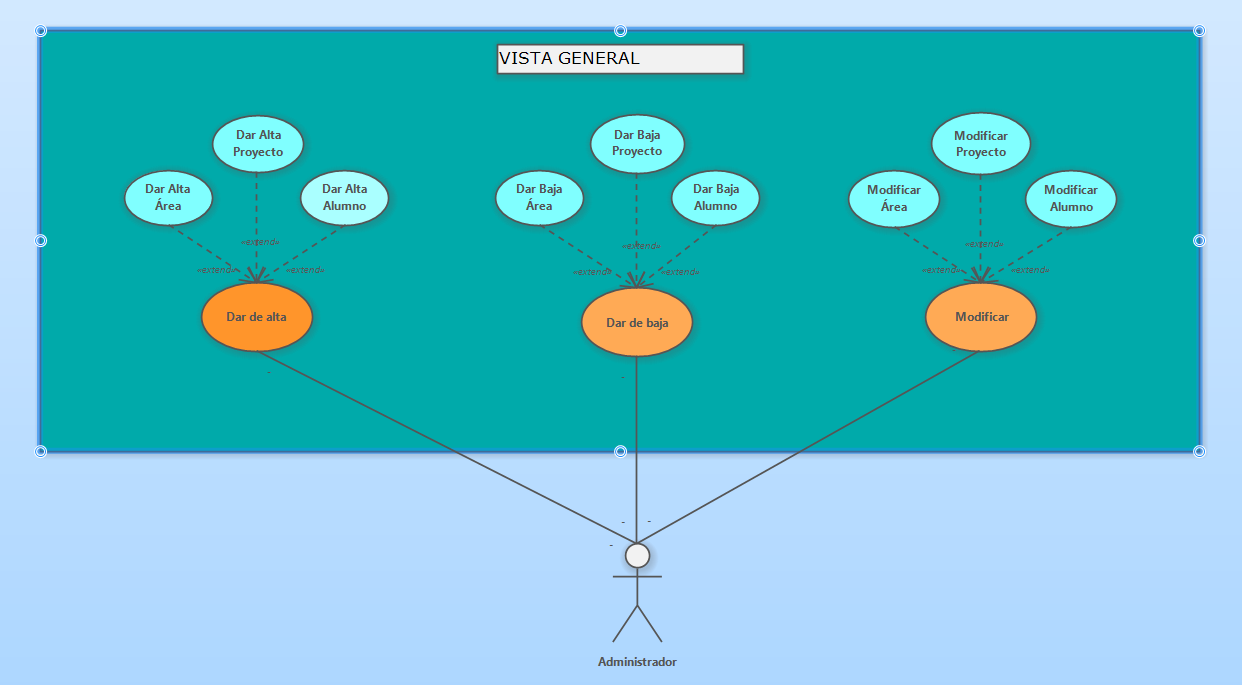 VISTA GENERAL
Dar Alta
Proyecto
Dar Alta
Área
Dar Alta
Alumno
«extend»
«extend»
«extend»
Dar de alta
Dar Baja
Proyecto
Dar Baja
Área
Dar Baja
Alumno
«extend»
«extend»
«extend»
Dar de baja
Modificar
Proyecto
Modificar
Área
Modificar
Alumno
«extend»
«extend»
«extend»
Modificar
Administrador